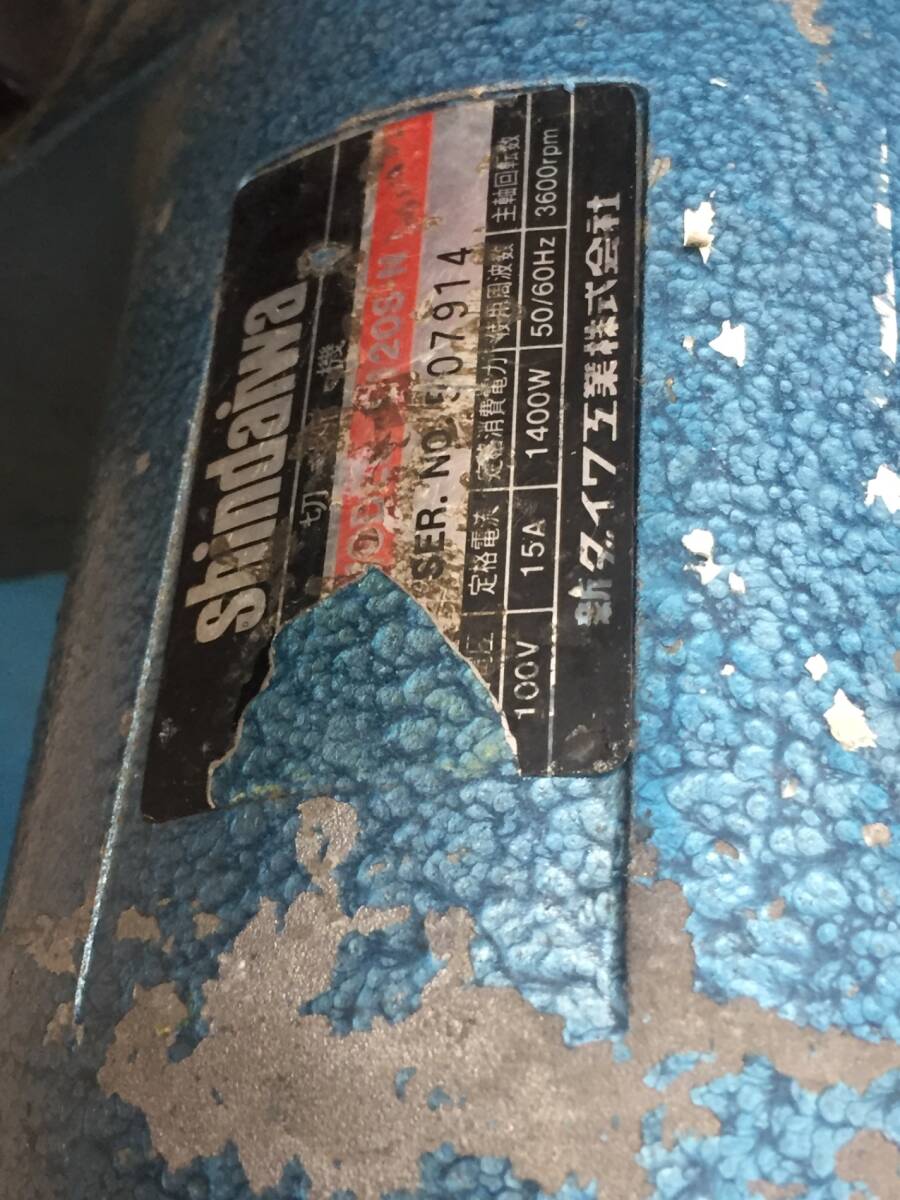 shindaiwa
切 機
120S-N
SER. NO. 507914
定格電流 定格消費電力 使用周波数 主軸回転数
100V 15A 1400W 50/60Hz 3600rpm
新ダイワ工業株式会社